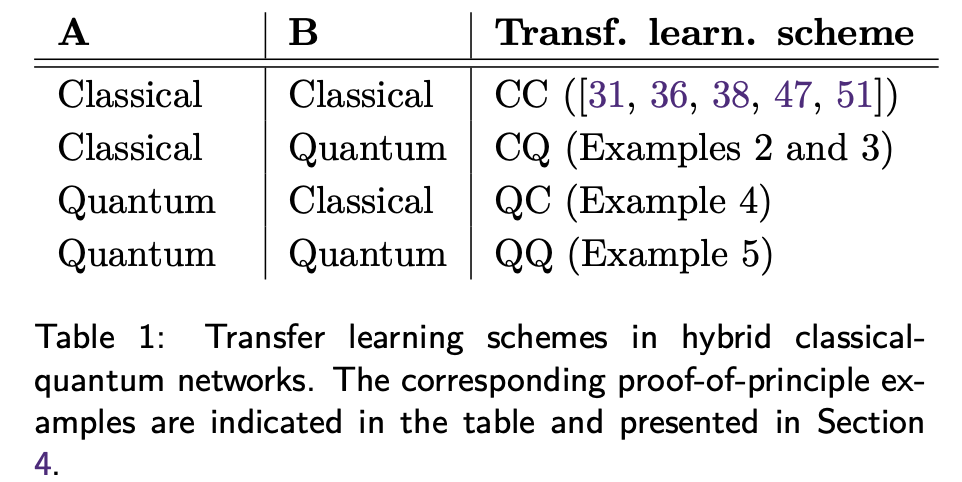 A B Transf. learn. scheme
Classical Classical CC ([31, 36, 38, 47, 51])
Classical Quantum CQ (Examples 2 and 3)
Quantum Classical QC (Example 4)
Quantum Quantum QQ (Example 5)
Table 1: Transfer learning schemes in hybrid classical-
quantum networks. The corresponding proof-of-principle ex-
amples are indicated in the table and presented in Section
4.